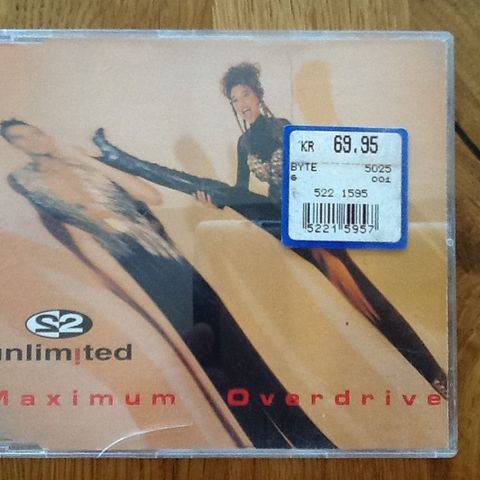 KR 69.95
BYTE 5025
6 001
522 1595
5221 5957
2
unlimited
Maximum Overdrive